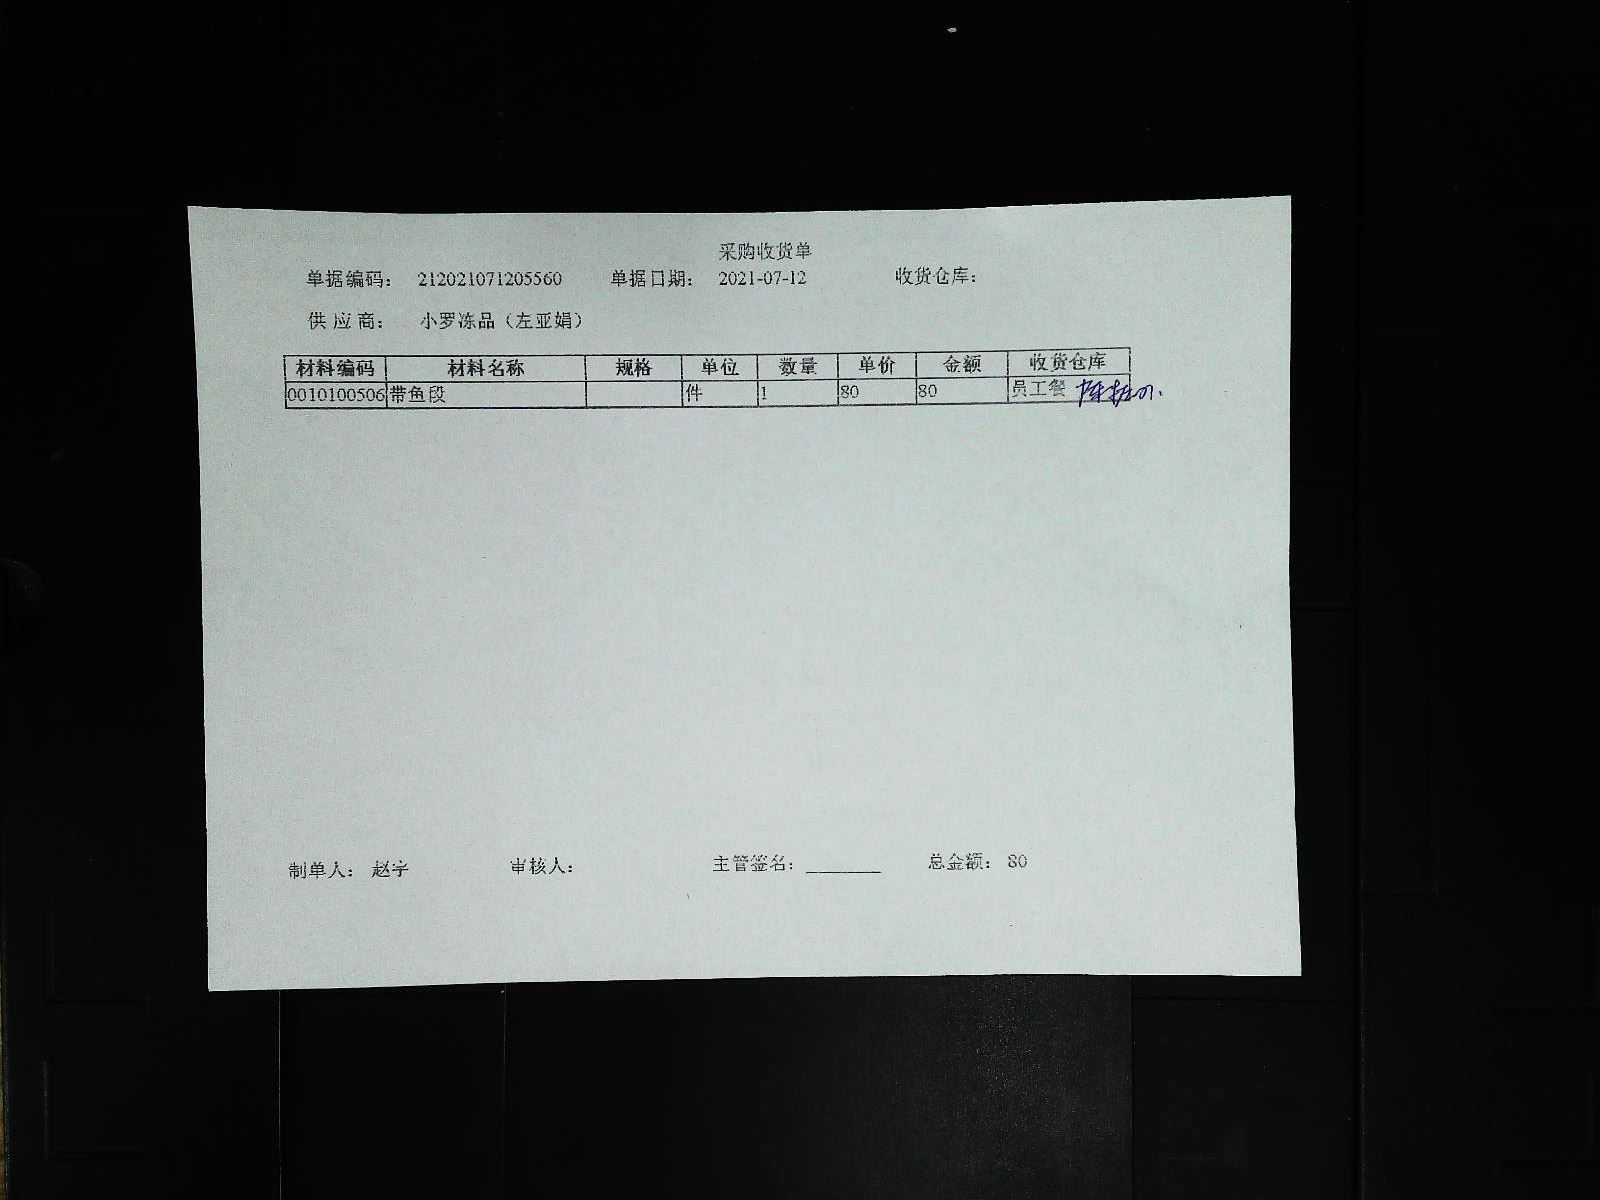 采购收货单
单据编码： 212021071205560 单据日期： 2021-07-12 收货仓库：
供应商： 小罗冻品（左亚娟）
材料编码 材料名称 规格 单位 数量 单价 金额 收货仓库
0010100506 带鱼段 件 1 80 80 员工餐
制单人： 赵宇 审核人： 主管签名： ________ 总金额： 80